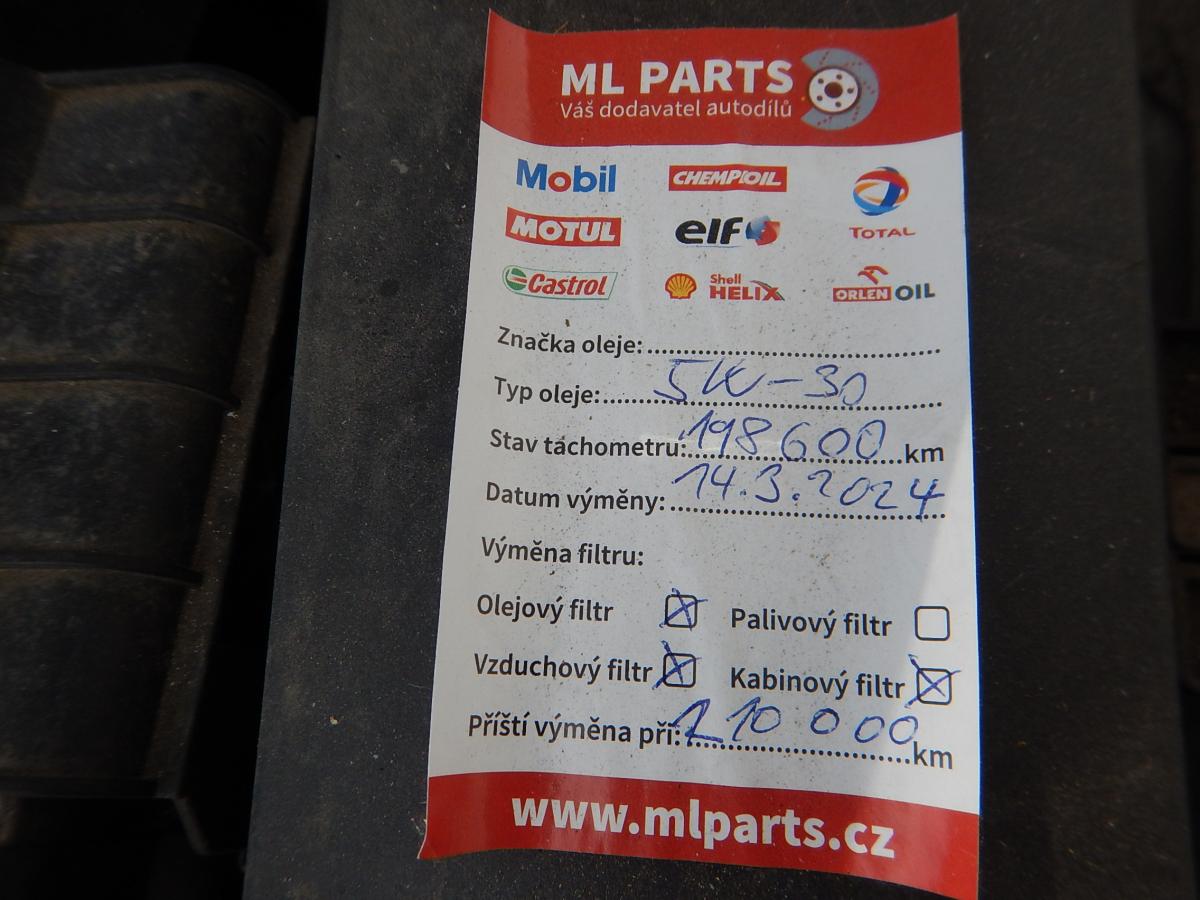 ML PARTS
Váš dodavatel autodílů
Mobil CHEMPIOIL TOTAL
MOTUL elf
Castrol Shell HELIX ORLEN OIL
Značka oleje:
Typ oleje: 5W-30
Stav tachometru: 198 600 km
Datum výměny: 14.3.2024
Výměna filtru:
Olejový filtr ☒ Palivový filtr ☐
Vzduchový filtr ☒ Kabinový filtr ☒
Příští výměna při: 210 000 km
www.mlparts.cz